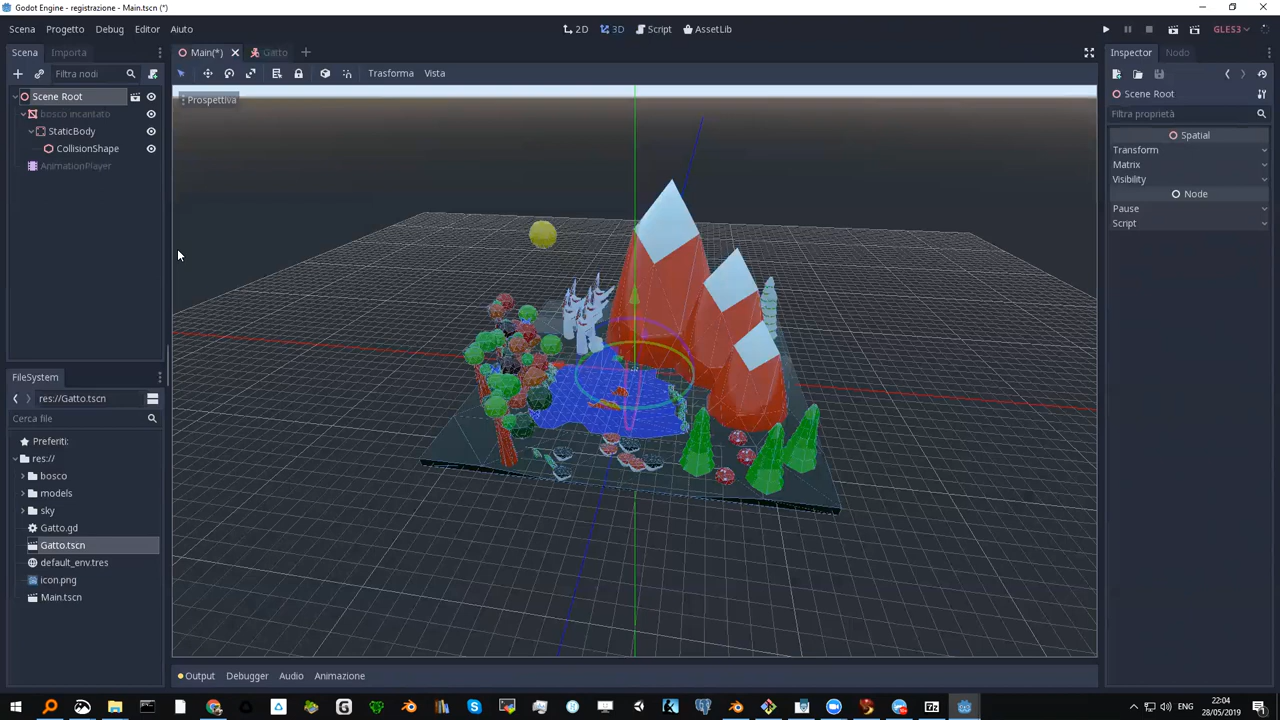 Godot Engine - registrazione - Main.tscn (*)
Scena Progetto Debug Editor Aiuto
2D 3D Script AssetLib
GLES3
Scena Importa
Main(*) Gatto
Inspector Nodo
Filtra nodi
Trasforma Vista
Scene Root
Filtra proprietà
Spatial
Transform
Matrix
Visibility
Node
Pause
Script
Prospettiva
Scene Root
bosco incantato
StaticBody
CollisionShape
AnimationPlayer
FileSystem
res://Gatto.tscn
Cerca file
Preferiti:
res://
bosco
models
sky
Gatto.gd
Gatto.tscn
default_env.tres
icon.png
Main.tscn
Output Debugger Audio Animazione
ENG
22:04
28/05/2019